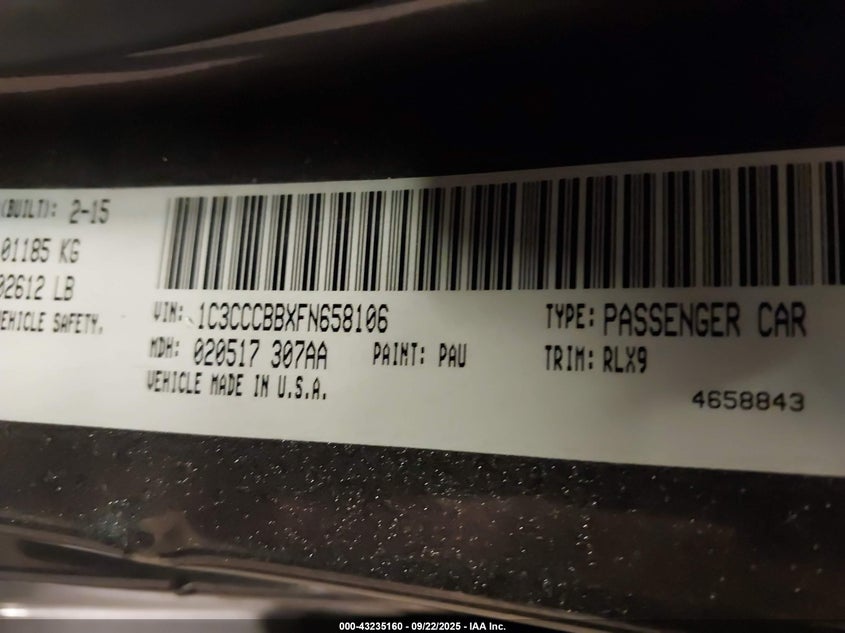 (BUILT): 2-15
01185 KG
02612 LB
VEHICLE SAFETY.
VIN: 1C3CCCBBXFN658106
TYPE: PASSENGER CAR
MDH: 020517 307AA
PAINT: PAU
TRIM: RLX9
VEHICLE MADE IN U.S.A.
4658843
000-43235160 - 09/22/2025 - IAA Inc.